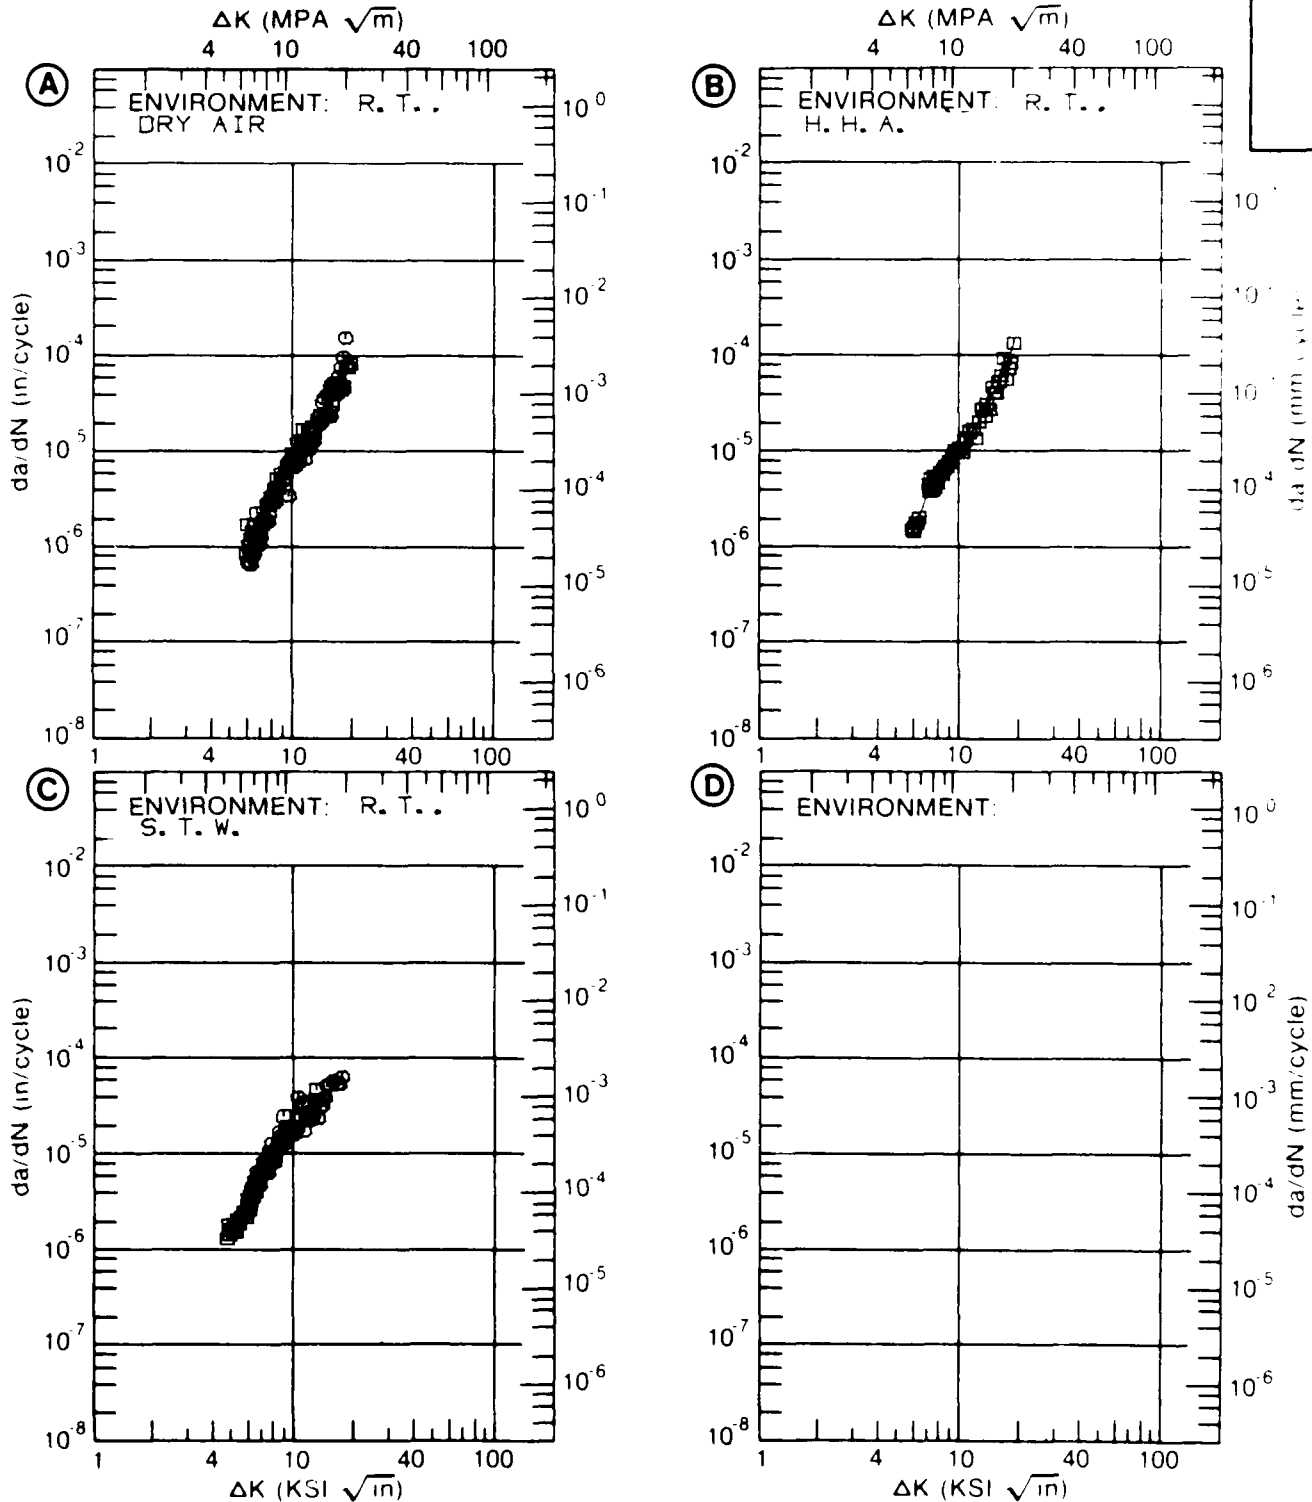 ΔK (MPA √m)
4 10 40 100
A
ENVIRONMENT: R. T..
DRY AIR
10⁰
10⁻¹
10⁻²
10⁻³
10⁻⁴
10⁻⁵
10⁻⁶
10⁻²
10⁻³
10⁻⁴
10⁻⁵
10⁻⁶
10⁻⁷
10⁻⁸
da/dN (in/cycle)
1 4 10 40 100
ΔK (MPA √m)
4 10 40 100
B
ENVIRONMENT: R. T..
H. H. A.
10⁻²
10⁻³
10⁻⁴
10⁻⁵
10⁻⁶
10⁻⁷
10⁻⁸
10⁻⁴
10⁻⁵
10⁻⁶
1 4 10 40 100
C
ENVIRONMENT: R. T..
S. T. W.
10⁰
10⁻¹
10⁻²
10⁻³
10⁻⁴
10⁻⁵
10⁻⁶
10⁻²
10⁻³
10⁻⁴
10⁻⁵
10⁻⁶
10⁻⁷
10⁻⁸
da/dN (in/cycle)
1 4 10 40 100
ΔK (KSI √in)
D
ENVIRONMENT:
10⁻²
10⁻³
10⁻⁴
10⁻⁵
10⁻⁶
10⁻⁷
10⁻⁸
10⁰
10⁻¹
10⁻²
10⁻³
10⁻⁴
10⁻⁵
10⁻⁶
da/dN (mm/cycle)
1 4 10 40 100
ΔK (KSI √in)